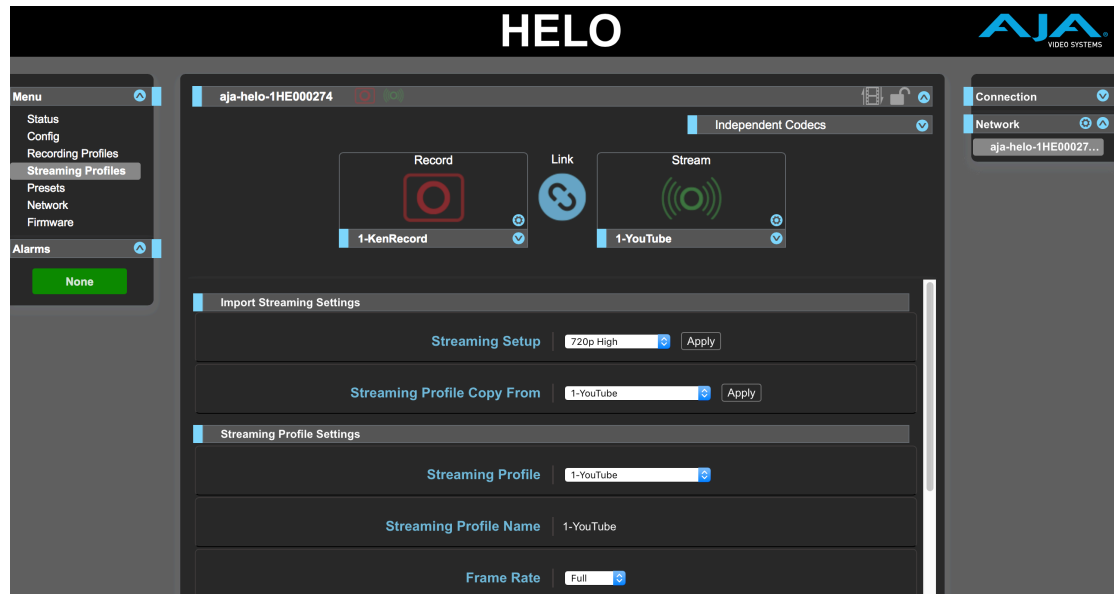 HELO
AJA
VIDEO SYSTEMS
Menu
Status
Config
Recording Profiles
Streaming Profiles
Presets
Network
Firmware
Alarms
None
aja-helo-1HE000274
Independent Codecs
Record
Link
Stream
1-KenRecord
1-YouTube
Import Streaming Settings
Streaming Setup 720p High Apply
Streaming Profile Copy From 1-YouTube Apply
Streaming Profile Settings
Streaming Profile 1-YouTube
Streaming Profile Name 1-YouTube
Frame Rate Full
Connection
Network
aja-helo-1HE00027...